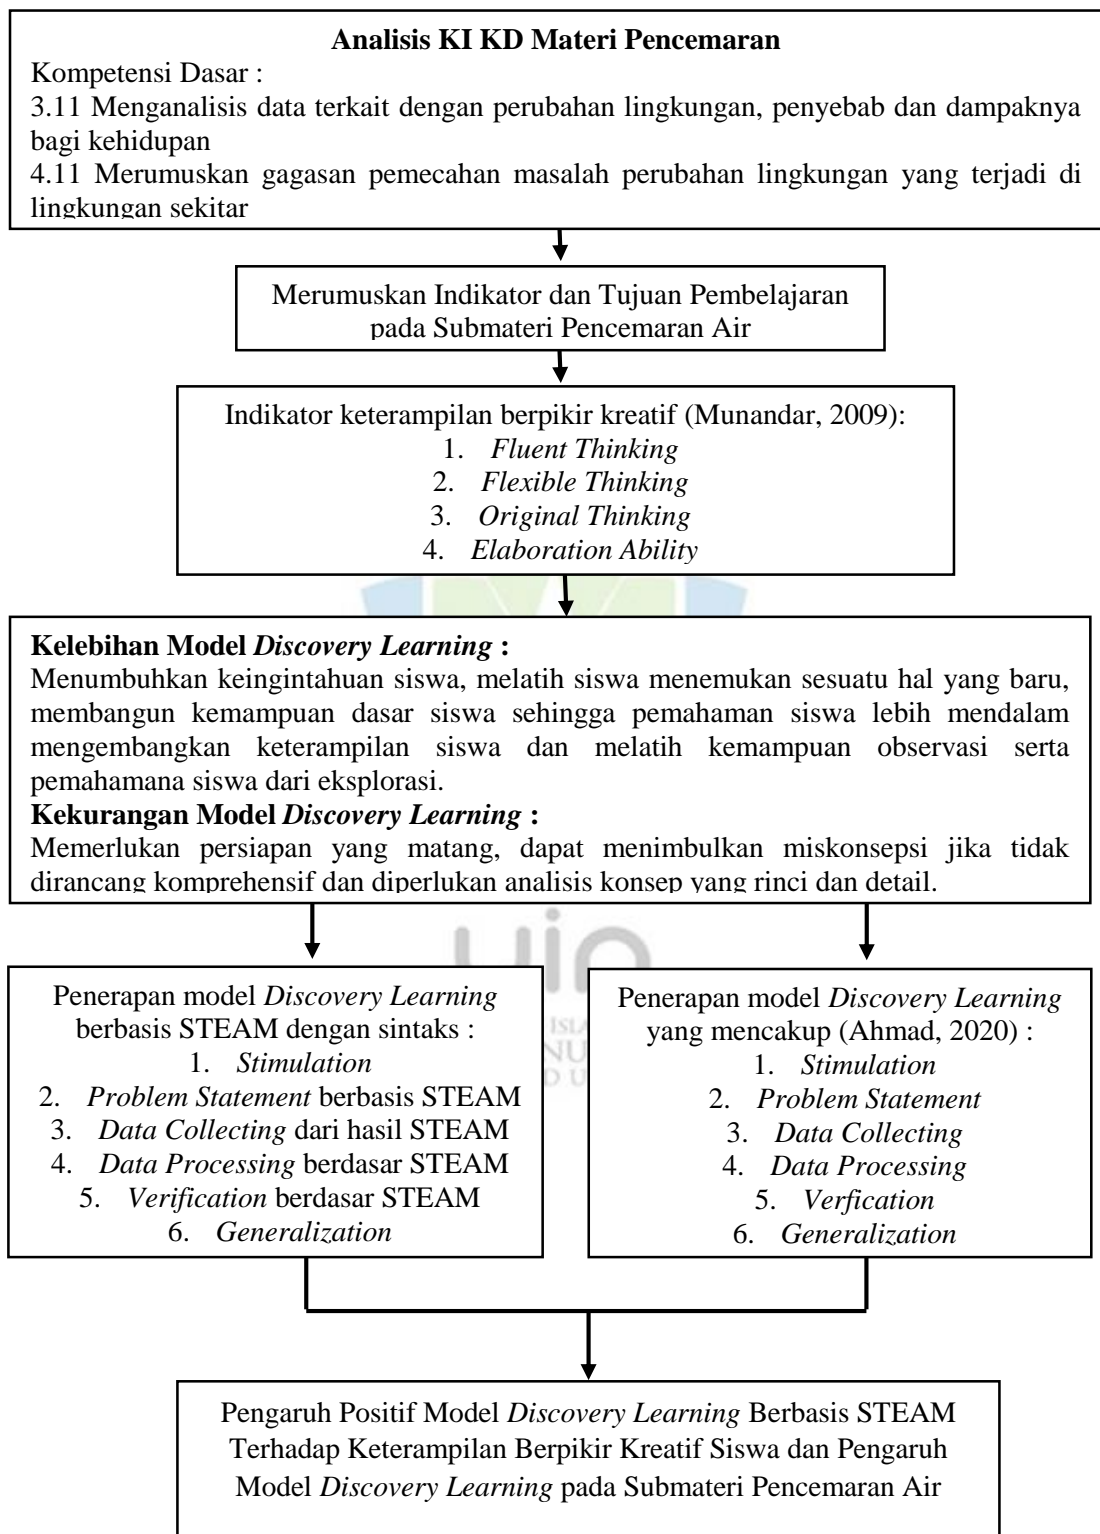 Analisis KI KD Materi Pencemaran
Kompetensi Dasar :
3.11 Menganalisis data terkait dengan perubahan lingkungan, penyebab dan dampaknya
bagi kehidupan
4.11 Merumuskan gagasan pemecahan masalah perubahan lingkungan yang terjadi di
lingkungan sekitar
Merumuskan Indikator dan Tujuan Pembelajaran
pada Submateri Pencemaran Air
Indikator keterampilan berpikir kreatif (Munandar, 2009):
1. Fluent Thinking
2. Flexible Thinking
3. Original Thinking
4. Elaboration Ability
Kelebihan Model Discovery Learning :
Menumbuhkan keingintahuan siswa, melatih siswa menemukan sesuatu hal yang baru,
membangun kemampuan dasar siswa sehingga pemahaman siswa lebih mendalam
mengembangkan keterampilan siswa dan melatih kemampuan observasi serta
pemahamana siswa dari eksplorasi.
Kekurangan Model Discovery Learning :
Memerlukan persiapan yang matang, dapat menimbulkan miskonsepsi jika tidak
dirancang komprehensif dan diperlukan analisis konsep yang rinci dan detail.
uin
Penerapan model Discovery Learning
berbasis STEAM dengan sintaks :
1. Stimulation
2. Problem Statement berbasis STEAM
3. Data Collecting dari hasil STEAM
4. Data Processing berdasar STEAM
5. Verification berdasar STEAM
6. Generalization
Penerapan model Discovery Learning
yang mencakup (Ahmad, 2020) :
1. Stimulation
2. Problem Statement
3. Data Collecting
4. Data Processing
5. Verfication
6. Generalization
Pengaruh Positif Model Discovery Learning Berbasis STEAM
Terhadap Keterampilan Berpikir Kreatif Siswa dan Pengaruh
Model Discovery Learning pada Submateri Pencemaran Air